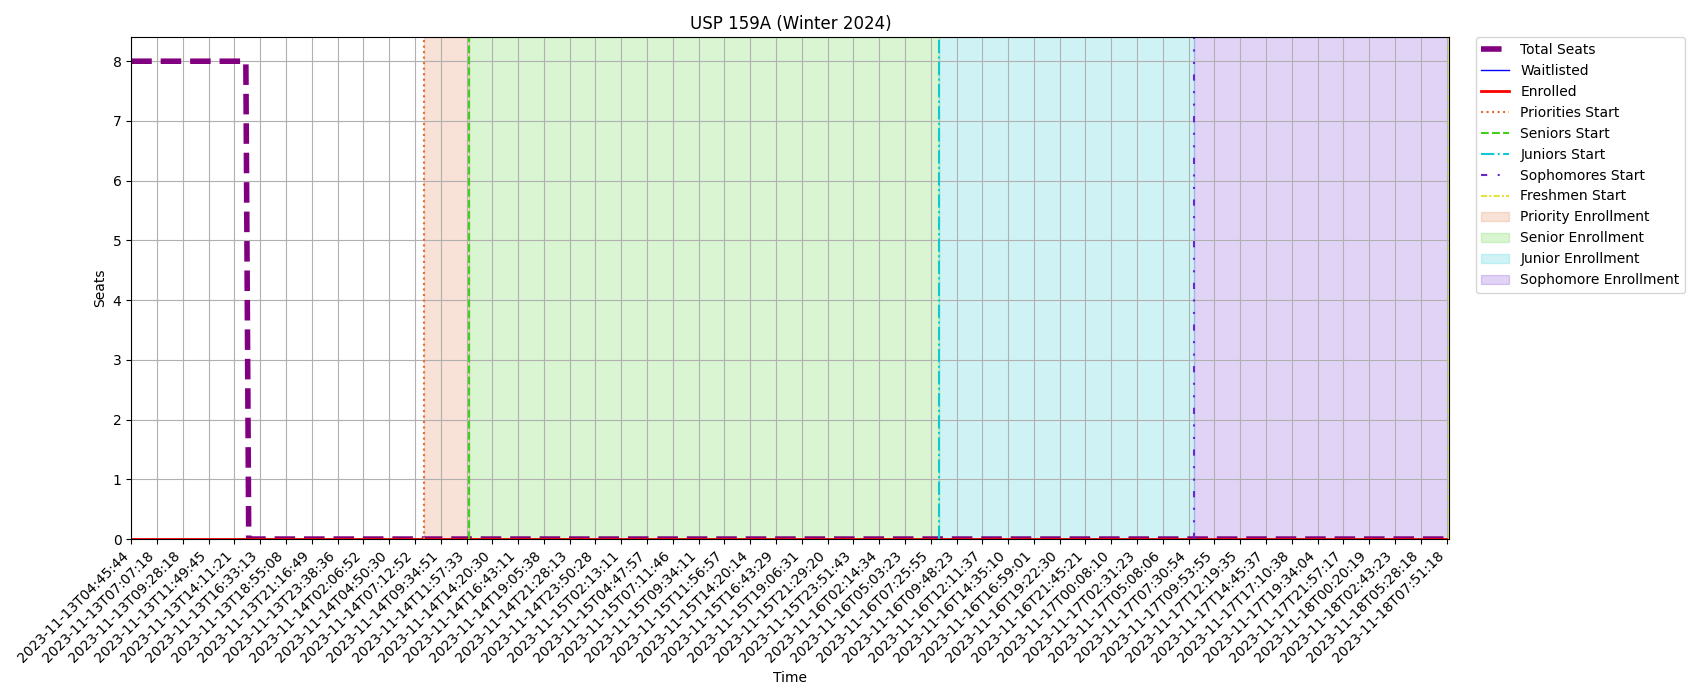 USP 159A (Winter 2024)
Seats
8
7
6
5
4
3
2
1
0
2023-11-13T04:45:44
2023-11-13T07:07:18
2023-11-13T09:28:18
2023-11-13T11:49:45
2023-11-13T14:11:21
2023-11-13T16:33:13
2023-11-13T18:55:08
2023-11-13T21:16:49
2023-11-13T23:38:36
2023-11-14T02:06:52
2023-11-14T04:50:30
2023-11-14T07:12:52
2023-11-14T09:34:51
2023-11-14T11:57:33
2023-11-14T14:20:30
2023-11-14T16:43:11
2023-11-14T19:05:38
2023-11-14T21:28:13
2023-11-14T23:50:28
2023-11-15T02:13:11
2023-11-15T04:47:57
2023-11-15T07:11:46
2023-11-15T09:34:11
2023-11-15T11:56:57
2023-11-15T14:20:14
2023-11-15T16:43:29
2023-11-15T19:06:31
2023-11-15T21:29:20
2023-11-15T23:51:43
2023-11-16T02:14:34
2023-11-16T05:03:23
2023-11-16T07:25:55
2023-11-16T09:48:23
2023-11-16T12:11:37
2023-11-16T14:35:10
2023-11-16T16:59:01
2023-11-16T19:22:30
2023-11-16T21:45:21
2023-11-17T00:08:10
2023-11-17T02:31:23
2023-11-17T05:08:06
2023-11-17T07:30:54
2023-11-17T09:53:55
2023-11-17T12:19:35
2023-11-17T14:45:37
2023-11-17T17:10:38
2023-11-17T19:34:04
2023-11-17T21:57:17
2023-11-18T00:20:19
2023-11-18T02:43:23
2023-11-18T05:28:18
2023-11-18T07:51:18
Time
Total Seats
Waitlisted
Enrolled
Priorities Start
Seniors Start
Juniors Start
Sophomores Start
Freshmen Start
Priority Enrollment
Senior Enrollment
Junior Enrollment
Sophomore Enrollment